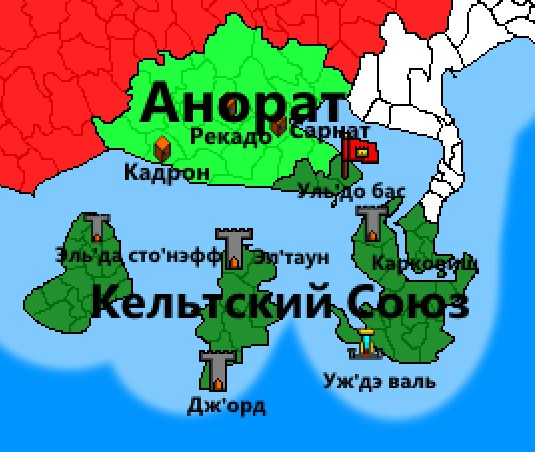 Анорат
Рекадо
Сарнат
Кадрон
Уль'до бас
Эль'да сто'нэфф
Эл'таун
Карковищ
Кельтский Союз
Уж'дэ валь
Дж'орд